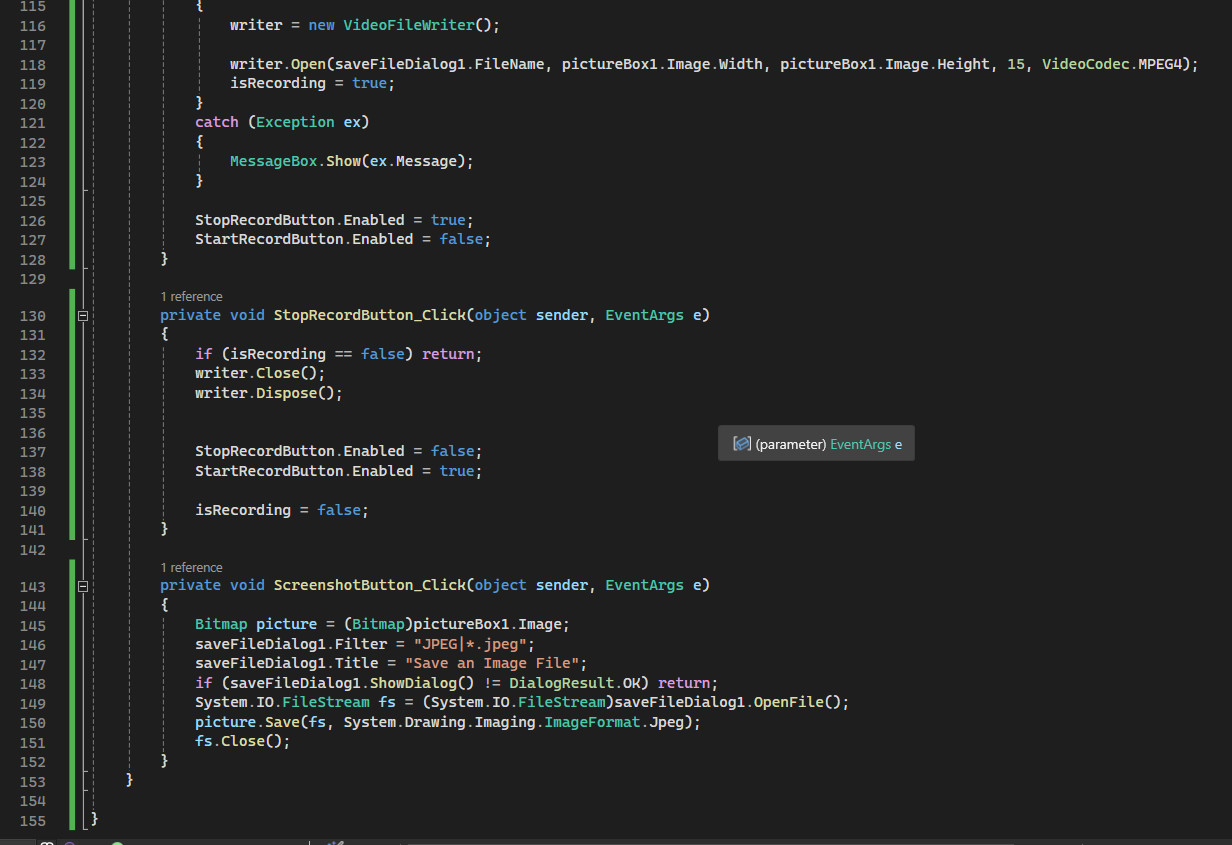 115 {
116 writer = new VideoFileWriter();
117
118 writer.Open(saveFileDialog1.FileName, pictureBox1.Image.Width, pictureBox1.Image.Height, 15, VideoCodec.MPEG4);
119 isRecording = true;
120 }
121 catch (Exception ex)
122 {
123 MessageBox.Show(ex.Message);
124 }
125
126 StopRecordButton.Enabled = true;
127 StartRecordButton.Enabled = false;
128 }
129
1 reference
130 private void StopRecordButton_Click(object sender, EventArgs e)
131 {
132 if (isRecording == false) return;
133 writer.Close();
134 writer.Dispose();
135
136
(parameter) EventArgs e
137 StopRecordButton.Enabled = false;
138 StartRecordButton.Enabled = true;
139
140 isRecording = false;
141 }
142
1 reference
143 private void ScreenshotButton_Click(object sender, EventArgs e)
144 {
145 Bitmap picture = (Bitmap)pictureBox1.Image;
146 saveFileDialog1.Filter = "JPEG|*.jpeg";
147 saveFileDialog1.Title = "Save an Image File";
148 if (saveFileDialog1.ShowDialog() != DialogResult.OK) return;
149 System.IO.FileStream fs = (System.IO.FileStream)saveFileDialog1.OpenFile();
150 picture.Save(fs, System.Drawing.Imaging.ImageFormat.Jpeg);
151 fs.Close();
152 }
153 }
154
155 }